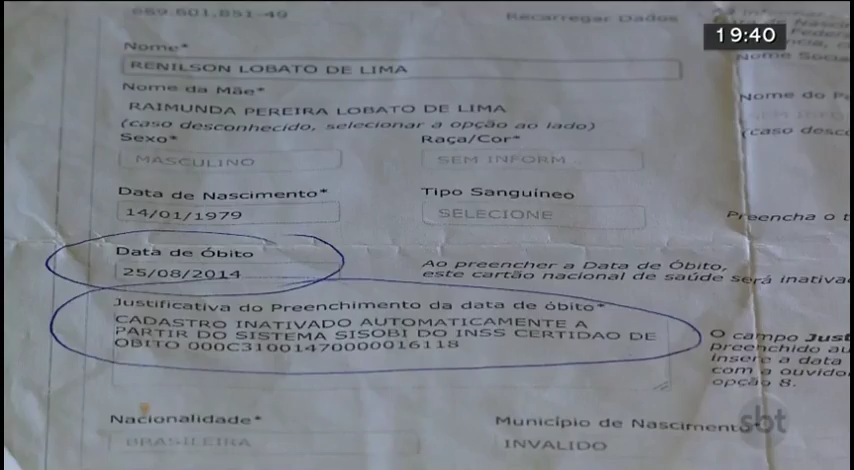 659.601.851-49
Recarregar Dados
19:40
Nome*
RENILSON LOBATO DE LIMA
Nome Socia
Nome da Mãe*
RAIMUNDA PEREIRA LOBATO DE LIMA
Nome do P
(caso desconhecido, selecionar a opção ao lado)
(caso desc
Sexo*
Raça/Cor*
MASCULINO
SEM INFORM
Data de Nascimento*
Tipo Sanguíneo
14/01/1979
SELECIONE
Preencha o t
Data de Óbito
25/08/2014
Ao preencher a Data de Óbito,
este cartão nacional de saúde será inativa
Justificativa do Preenchimento da data de óbito*
CADASTRO INATIVADO AUTOMATICAMENTE A
PARTIR DO SISTEMA SISOBI DO INSS CERTIDAO DE
OBITO 000C31001470000016118
O campo Just
preenchido au
Insere a data
com a ouvido
opção 8.
Nacionalidade*
Município de Nascimento*
BRASILEIRA
INVALIDO
sbt